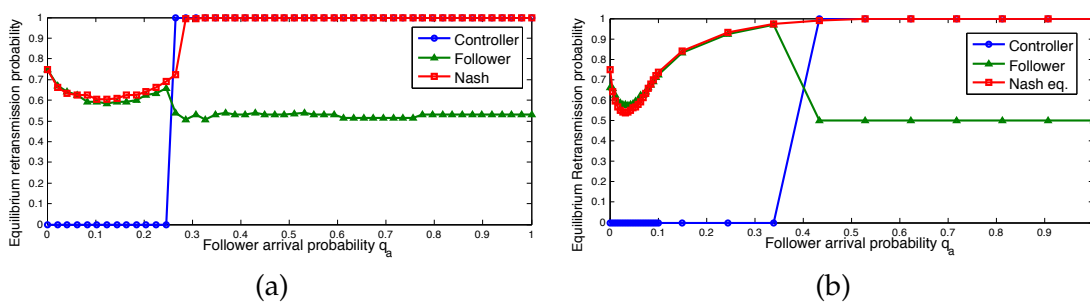 Equilibrium retransmission probability
1
0.9
0.8
0.7
0.6
0.5
0.4
0.3
0.2
0.1
0
0 0.1 0.2 0.3 0.4 0.5 0.6 0.7 0.8 0.9 1
Follower arrival probability q_a
Controller
Follower
Nash
(a)
Equilibrium Retransmission probability
1
0.9
0.8
0.7
0.6
0.5
0.4
0.3
0.2
0.1
0
0 0.1 0.2 0.3 0.4 0.5 0.6 0.7 0.8 0.9
Follower arrival probability q_a
Controller
Follower
Nash eq.
(b)